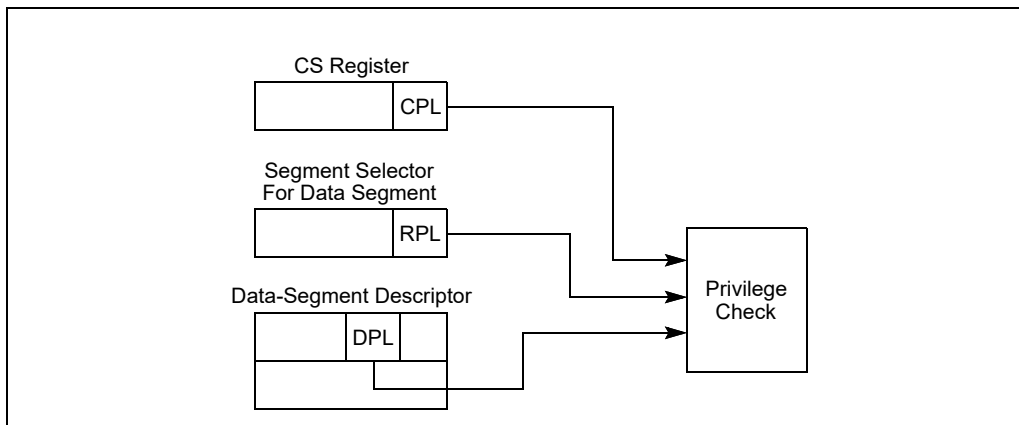 CS Register
CPL
Segment Selector
For Data Segment
RPL
Data-Segment Descriptor
DPL
Privilege
Check